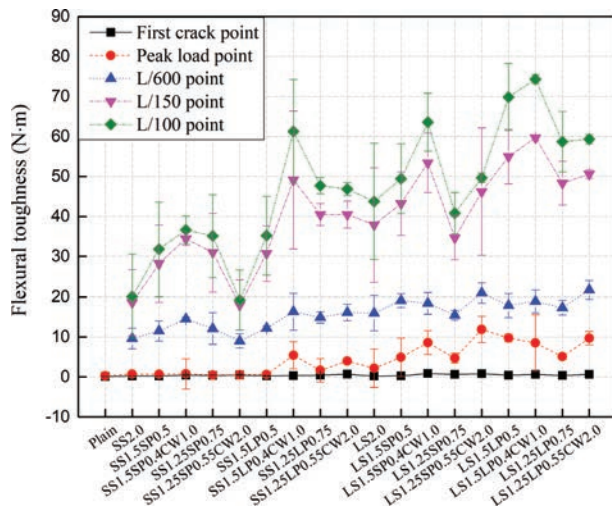 Flexural toughness (N·m)
90
80
70
60
50
40
30
20
10
0
-10
First crack point
Peak load point
L/600 point
L/150 point
L/100 point
Plain
SS2.0
SS1.5SP0.5
SS1.5SP0.4CW1.0
SS1.25SP0.75
SS1.25SP0.55CW2.0
SS1.5LP0.5
SS1.5LP0.4CW1.0
SS1.25LP0.75
SS1.25LP0.55CW2.0
LS2.0
LS1.5SP0.5
LS1.5SP0.4CW1.0
LS1.25SP0.75
LS1.25SP0.55CW2.0
LS1.5LP0.5
LS1.5LP0.4CW1.0
LS1.25LP0.75
LS1.25LP0.55CW2.0